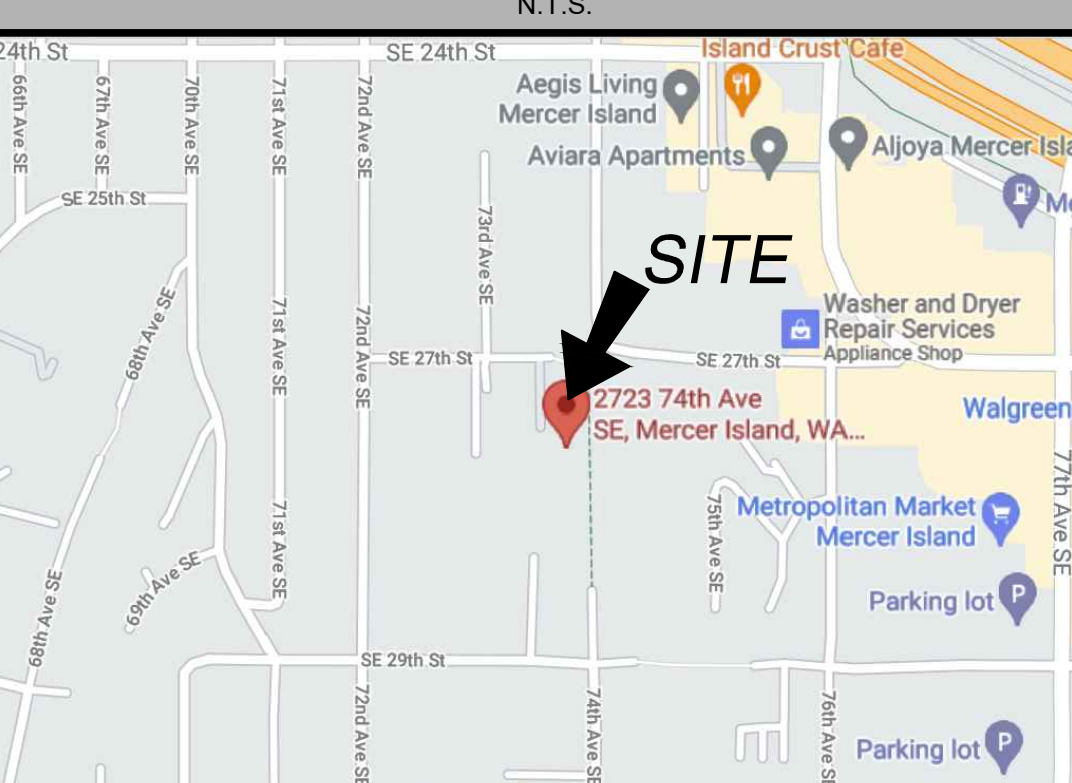 N.T.S.
24th St
SE 24th St
Island Crust Cafe
66th Ave SE
67th Ave SE
70th Ave SE
71st Ave SE
72nd Ave SE
Aegis Living
Mercer Island
Aviara Apartments
Aljoya Mercer Isla
SE 25th St
Me
73rd Ave SE
SITE
68th Ave SE
71st Ave SE
72nd Ave SE
Washer and Dryer
Repair Services
Appliance Shop
SE 27th St
SE 27th St
2723 74th Ave
SE, Mercer Island, WA...
Walgreen
77th Ave SE
71st Ave SE
75th Ave SE
Metropolitan Market
Mercer Island
69th Ave SE
68th Ave SE
Parking lot
P
SE 29th St
72nd Ave SE
74th Ave SE
76th Ave SE
Parking lot
P